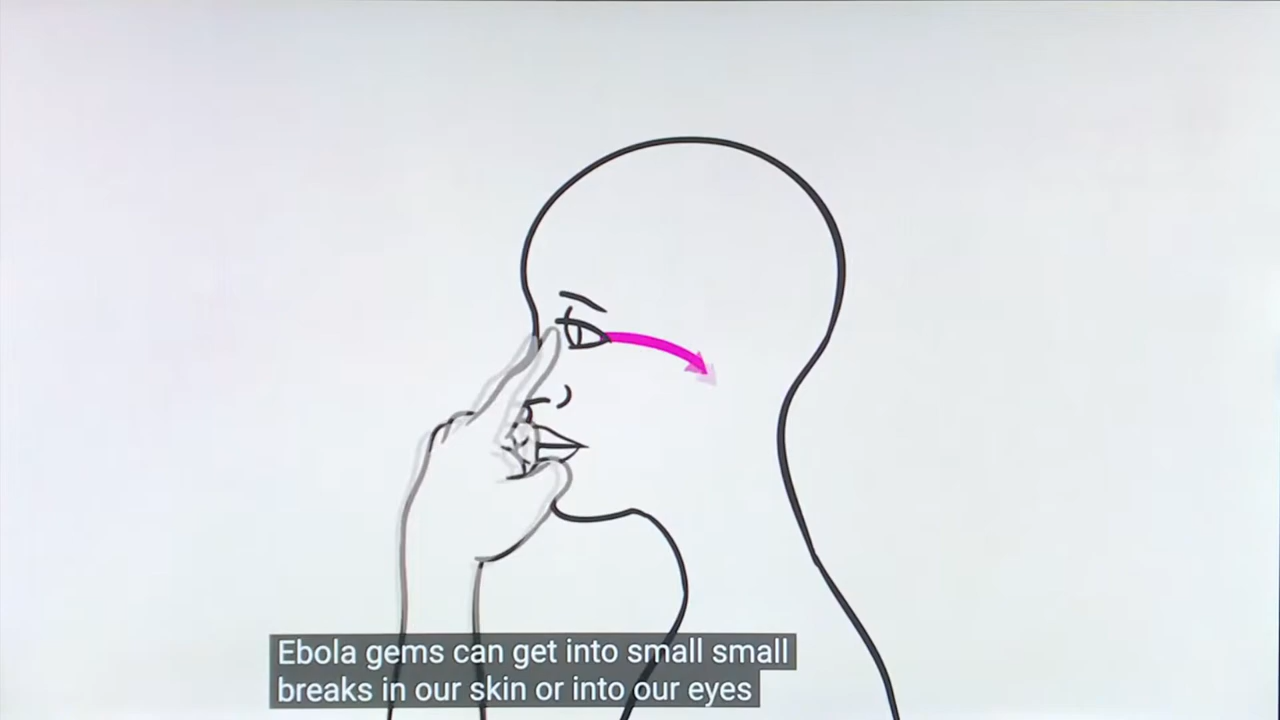 Ebola gems can get into small small
breaks in our skin or into our eyes